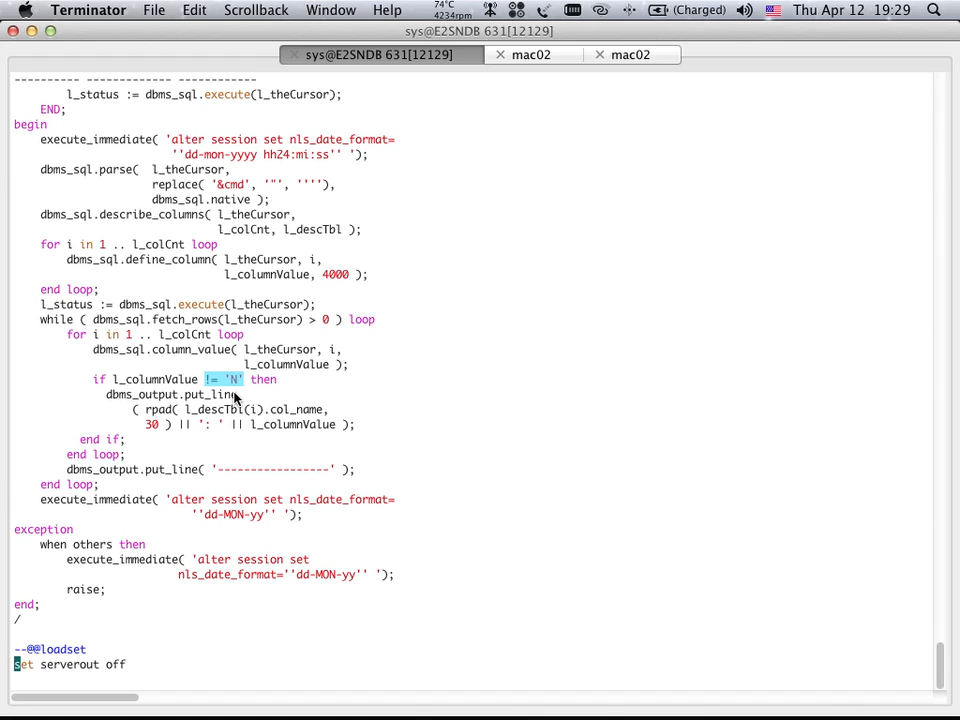 Terminator File Edit Scrollback Window Help 74°C 4234rpm (Charged) Thu Apr 12 19:29
sys@E2SNDB 631[12129]
sys@E2SNDB 631[12129] mac02 mac02
---------- ------------- ------------
        l_status := dbms_sql.execute(l_theCursor);
    END;
begin
    execute_immediate( 'alter session set nls_date_format=
                        ''dd-mon-yyyy hh24:mi:ss'' ');
    dbms_sql.parse(  l_theCursor,
                     replace( '&cmd', '"', ''''),
                     dbms_sql.native );
    dbms_sql.describe_columns( l_theCursor,
                               l_colCnt, l_descTbl );
    for i in 1 .. l_colCnt loop
        dbms_sql.define_column( l_theCursor, i,
                                l_columnValue, 4000 );
    end loop;
    l_status := dbms_sql.execute(l_theCursor);
    while ( dbms_sql.fetch_rows(l_theCursor) > 0 ) loop
        for i in 1 .. l_colCnt loop
            dbms_sql.column_value( l_theCursor, i,
                                   l_columnValue );
            if l_columnValue != 'N' then
              dbms_output.put_line
                  ( rpad( l_descTbl(i).col_name,
                    30 ) || ': ' || l_columnValue );
          end if;
        end loop;
        dbms_output.put_line( '-----------------' );
    end loop;
    execute_immediate( 'alter session set nls_date_format=
                           ''dd-MON-yy'' ');
exception
    when others then
        execute_immediate( 'alter session set
                         nls_date_format=''dd-MON-yy'' ');
        raise;
end;
/
--@@loadset
set serverout off